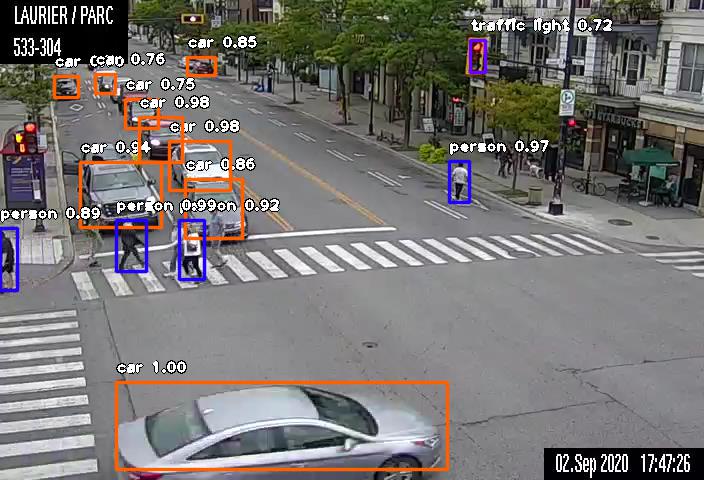 LAURIER / PARC
533-304
traffic light 0.72
car 0.85
car 0.76
car
car 0.75
car 0.98
car 0.98
car 0.94
car 0.86
person 0.97
person 0.89
person 0.99
0.92
car 1.00
P
STARBUCKS
02.Sep 2020 17:47:26